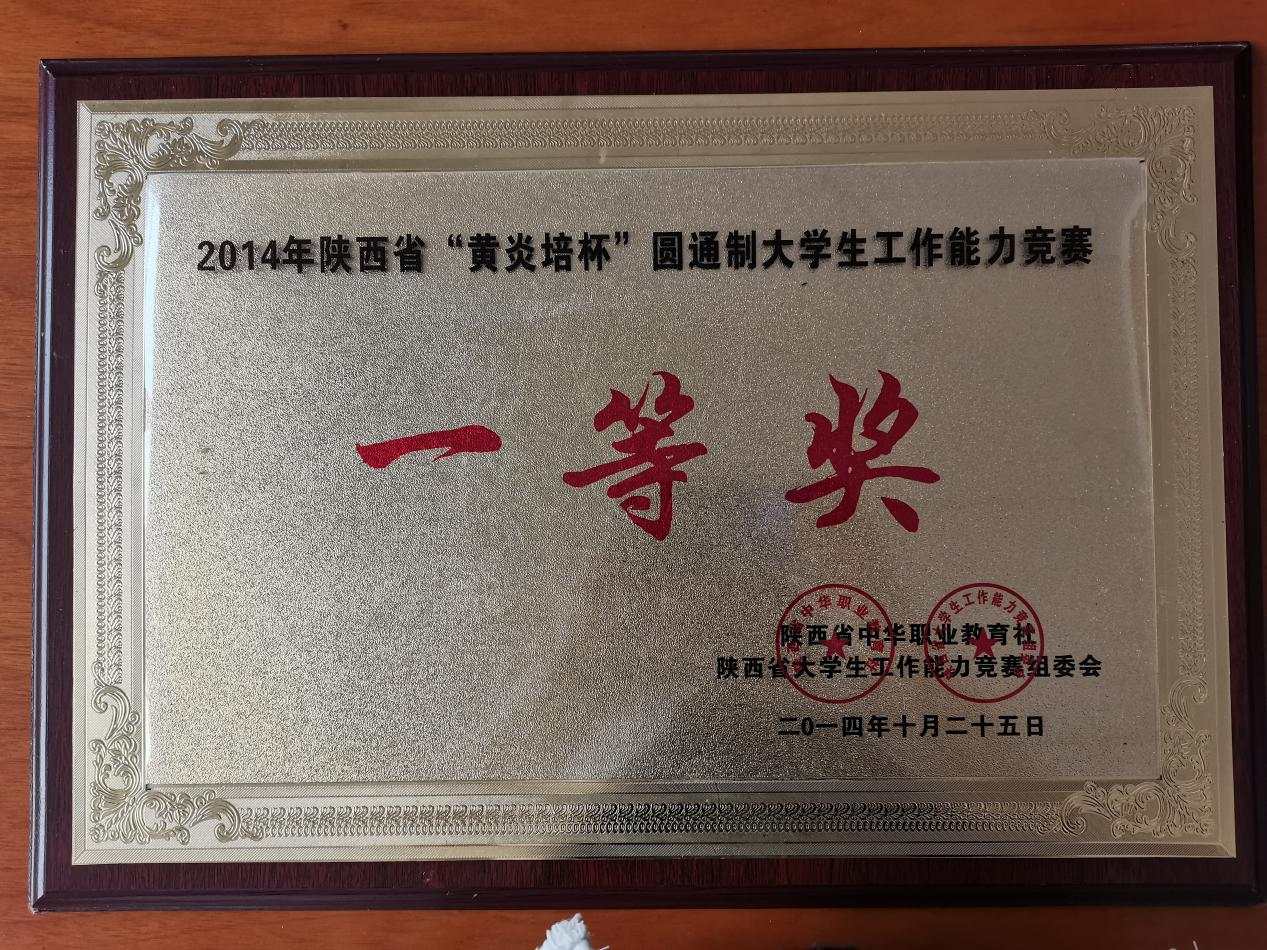 2014年陕西省“黄炎培杯”圆通制大学生工作能力竞赛
一等奖
陕西省中华职业教育社
陕西省大学生工作能力竞赛组委会
二0一四年十月二十五日